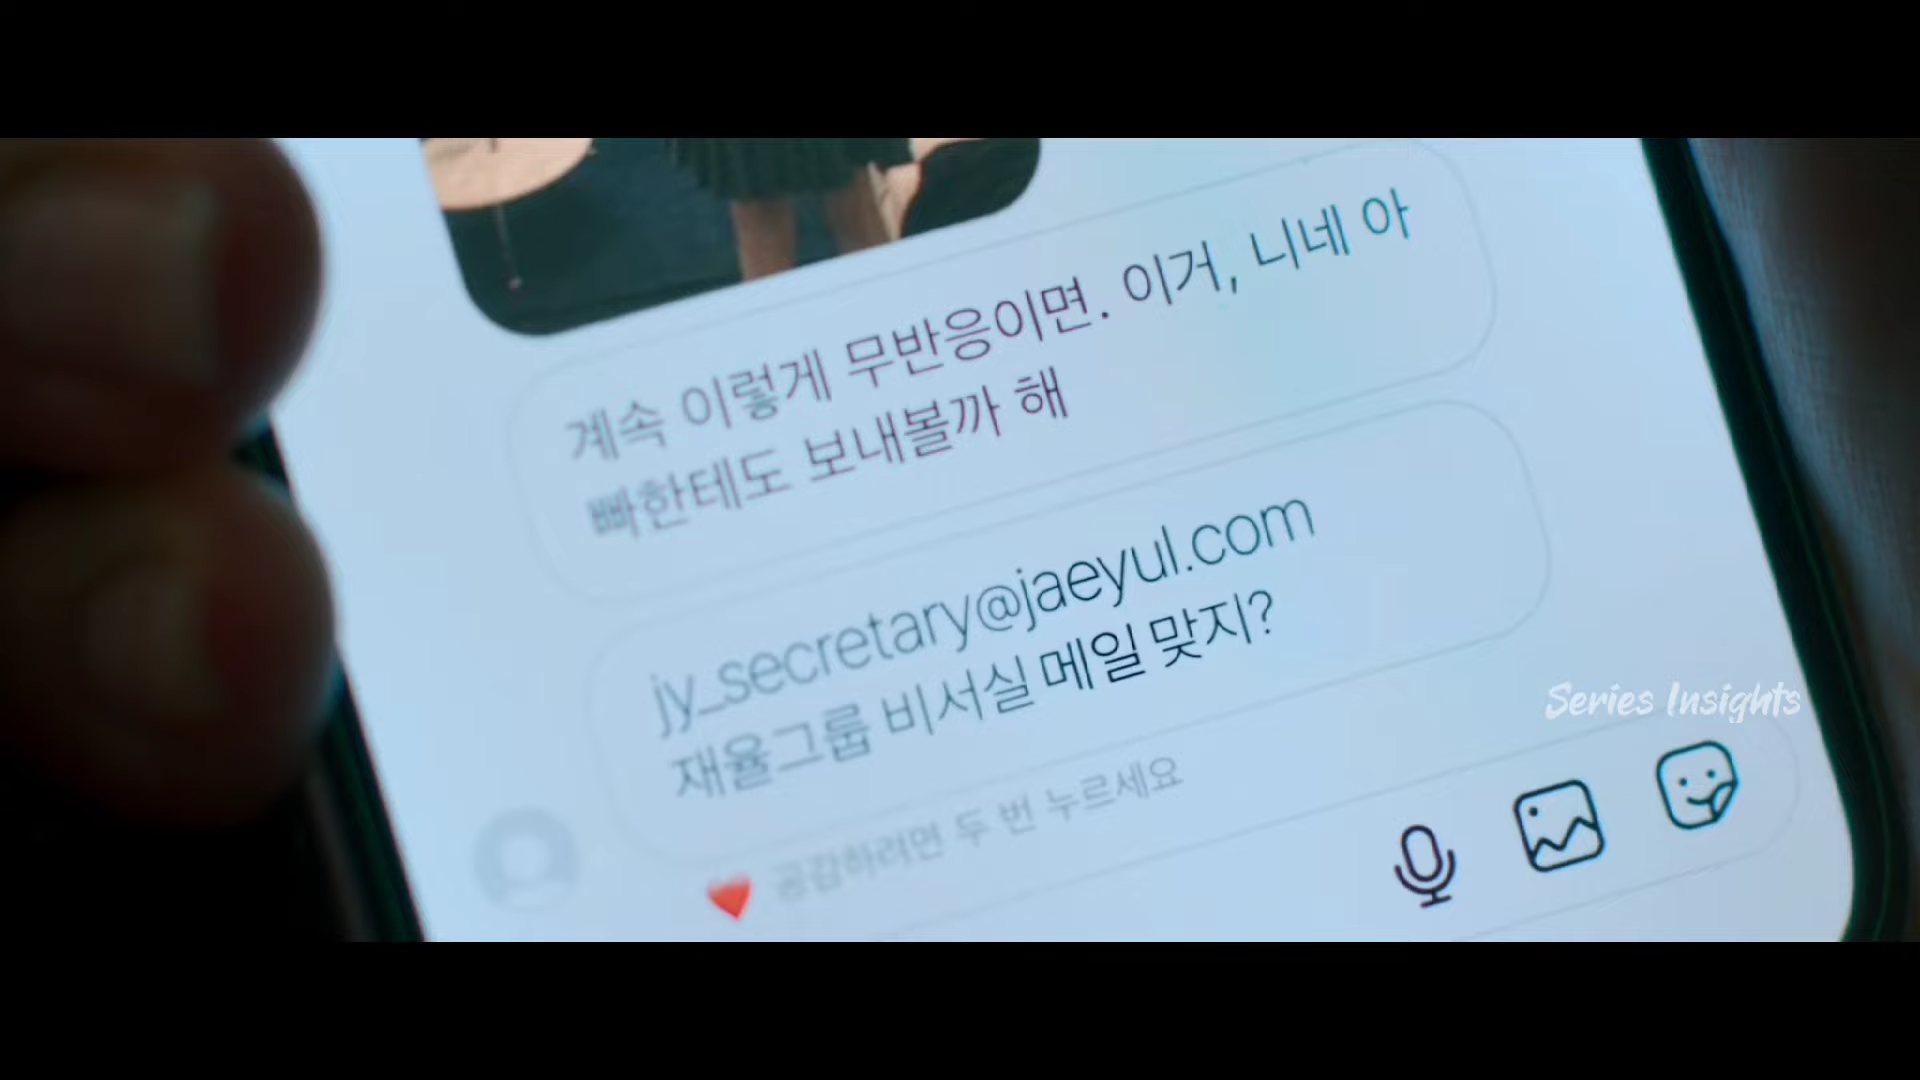 계속 이렇게 무반응이면. 이거, 니네 아
빠한테도 보내볼까 해
jy_secretary@jaeyul.com
재율그룹 비서실 메일 맞지?
공감하려면 두 번 누르세요
Series Insights